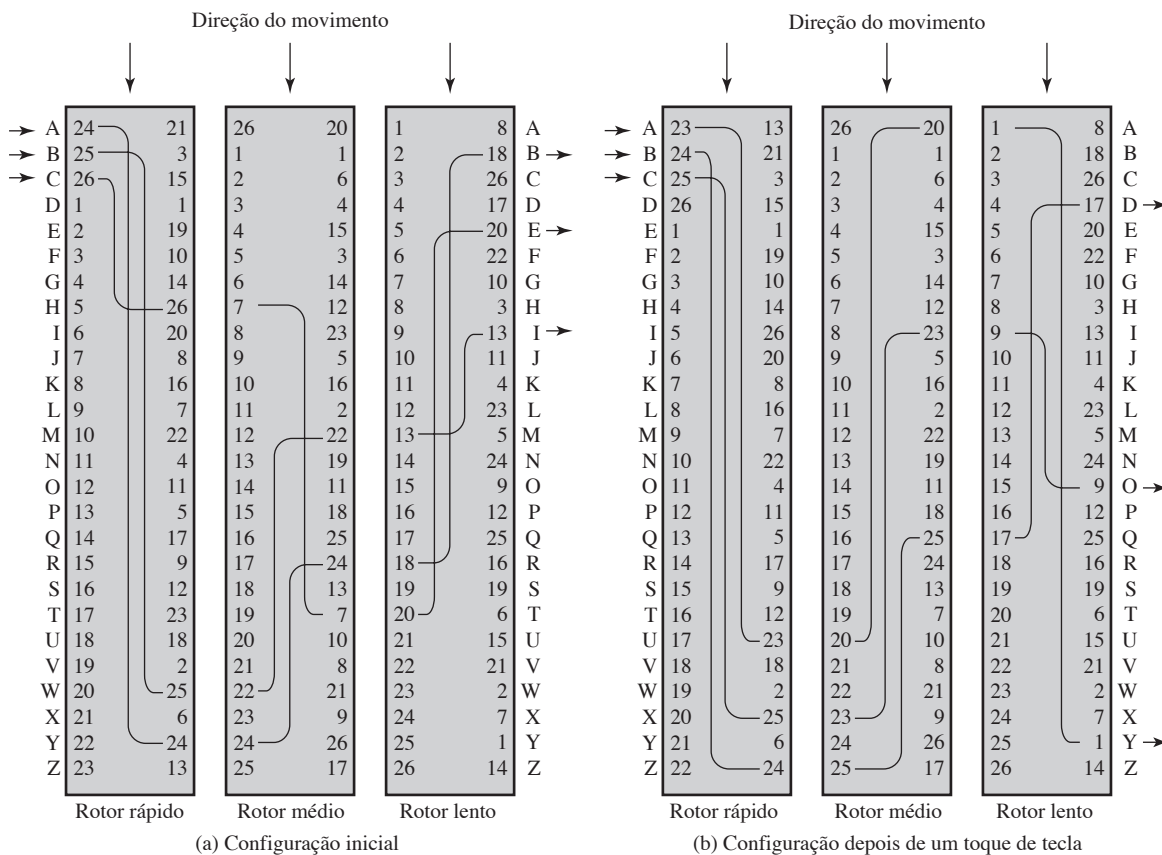 Direção do movimento Direção do movimento
A 24 21 26 20 1 8 A A 23 13 26 20 1 8 A
B 25 3 1 1 2 18 B B 24 21 1 1 2 18 B
C 26 15 2 6 3 26 C C 25 3 2 6 3 26 C
D 1 1 3 4 4 17 D D 26 15 3 4 4 17 D
E 2 19 4 15 5 20 E E 1 1 4 15 5 20 E
F 3 10 5 3 6 22 F F 2 19 5 3 6 22 F
G 4 14 6 14 7 10 G G 3 10 6 14 7 10 G
H 5 26 7 12 8 3 H H 4 14 7 12 8 3 H
I 6 20 8 23 9 13 I I 5 26 8 23 9 13 I
J 7 8 9 5 10 11 J J 6 20 9 5 10 11 J
K 8 16 10 16 11 4 K K 7 8 10 16 11 4 K
L 9 7 11 2 12 23 L L 8 16 11 2 12 23 L
M 10 22 12 22 13 5 M M 9 7 12 22 13 5 M
N 11 4 13 19 14 24 N N 10 22 13 19 14 24 N
O 12 11 14 11 15 9 O O 11 4 14 11 15 9 O
P 13 5 15 18 16 12 P P 12 11 15 18 16 12 P
Q 14 17 16 25 17 25 Q Q 13 5 16 25 17 25 Q
R 15 9 17 24 18 16 R R 14 17 17 24 18 16 R
S 16 12 18 13 19 19 S S 15 9 18 13 19 19 S
T 17 23 19 7 20 6 T T 16 12 19 7 20 6 T
U 18 18 20 10 21 15 U U 17 23 20 10 21 15 U
V 19 2 21 8 22 21 V V 18 18 21 8 22 21 V
W 20 25 22 21 23 2 W W 19 2 22 21 23 2 W
X 21 6 23 9 24 7 X X 20 25 23 9 24 7 X
Y 22 24 24 26 25 1 Y Y 21 6 24 26 25 1 Y
Z 23 13 25 17 26 14 Z Z 22 24 25 17 26 14 Z
Rotor rápido Rotor médio Rotor lento Rotor rápido Rotor médio Rotor lento
(a) Configuração inicial (b) Configuração depois de um toque de tecla